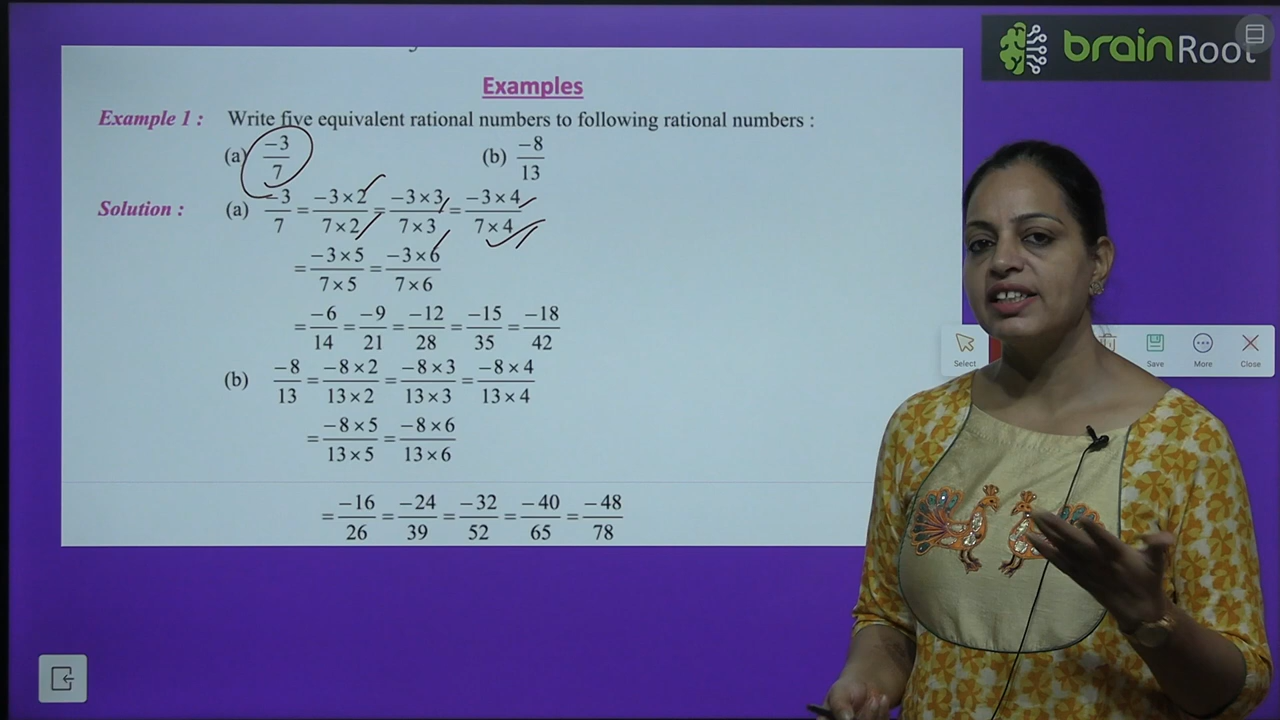 brainRoot
Examples
Example 1 : Write five equivalent rational numbers to following rational numbers :
(a) −3/7 (b) −8/13
Solution : (a) −3/7 = −3 × 2/7 × 2 = −3 × 3/7 × 3 = −3 × 4/7 × 4
= −3 × 5/7 × 5 = −3 × 6/7 × 6
= −6/14 = −9/21 = −12/28 = −15/35 = −18/42
(b) −8/13 = −8 × 2/13 × 2 = −8 × 3/13 × 3 = −8 × 4/13 × 4
= −8 × 5/13 × 5 = −8 × 6/13 × 6
= −16/26 = −24/39 = −32/52 = −40/65 = −48/78
Select Save More Close